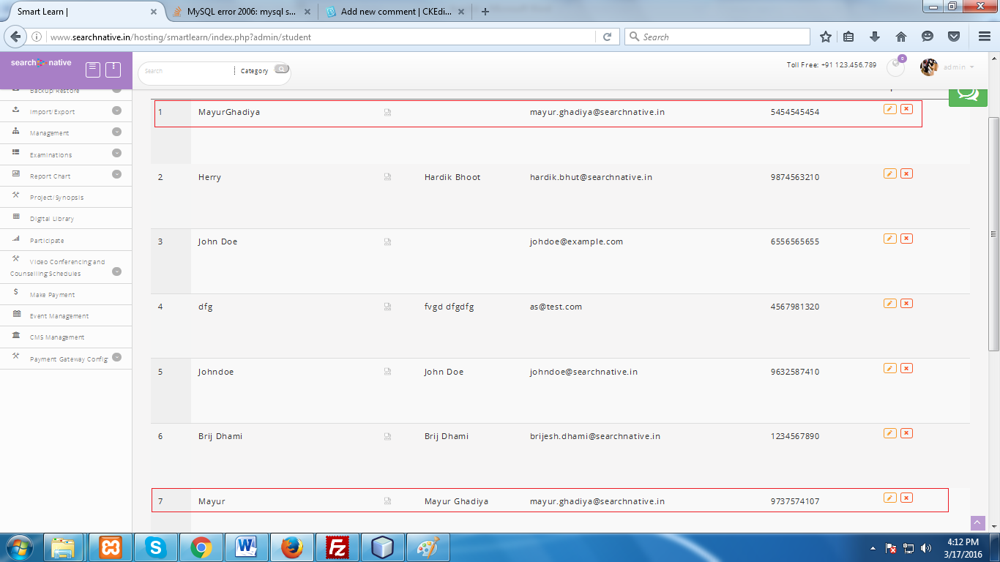 Smart Learn |
MySQL error 2006: mysql s...
Add new comment | CKEdi...
www.searchnative.in/hosting/smartlearn/index.php?admin/student
Search
search native
Search
Category
Toll Free: +91 123.456.789
0
admin
Backup/Restore
Import/Export
Management
Examinations
Report Chart
Project/Synopsis
Digital Library
Participate
Video Conferencing and
Counselling Schedules
Make Payment
Event Management
CMS Management
Payment Gateway Config
1 MayurGhadiya mayur.ghadiya@searchnative.in 5454545454
2 Herry Hardik Bhoot hardik.bhut@searchnative.in 9874563210
3 John Doe johdoe@example.com 6556565655
4 dfg fvgd dfgdfg as@test.com 4567981320
5 Johndoe John Doe johndoe@searchnative.in 9632587410
6 Brij Dhami Brij Dhami brijesh.dhami@searchnative.in 1234567890
7 Mayur Mayur Ghadiya mayur.ghadiya@searchnative.in 9737574107
4:12 PM
3/17/2016